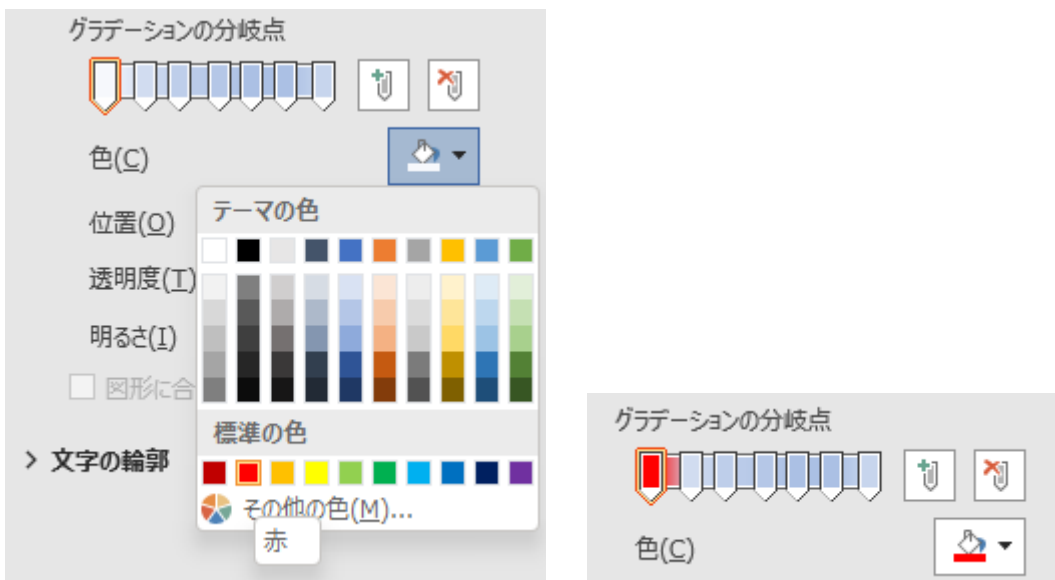 グラデーションの分岐点
色(C)
テーマの色
位置(O)
透明度(T)
明るさ(I)
図形に合
標準の色
文字の輪郭
その他の色(M)...
赤
グラデーションの分岐点
色(C)